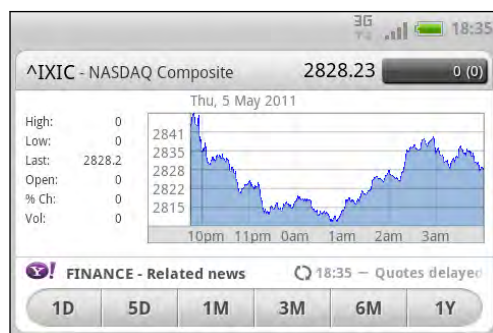 3G
18:35
^IXIC - NASDAQ Composite 2828.23 0 (0)
Thu, 5 May 2011
High: 0
Low: 0
Last: 2828.2
Open: 0
% Ch: 0
Vol: 0
2841
2835
2828
2822
2815
10pm 11pm 0am 1am 2am 3am
Y! FINANCE - Related news 18:35 — Quotes delayed
1D 5D 1M 3M 6M 1Y